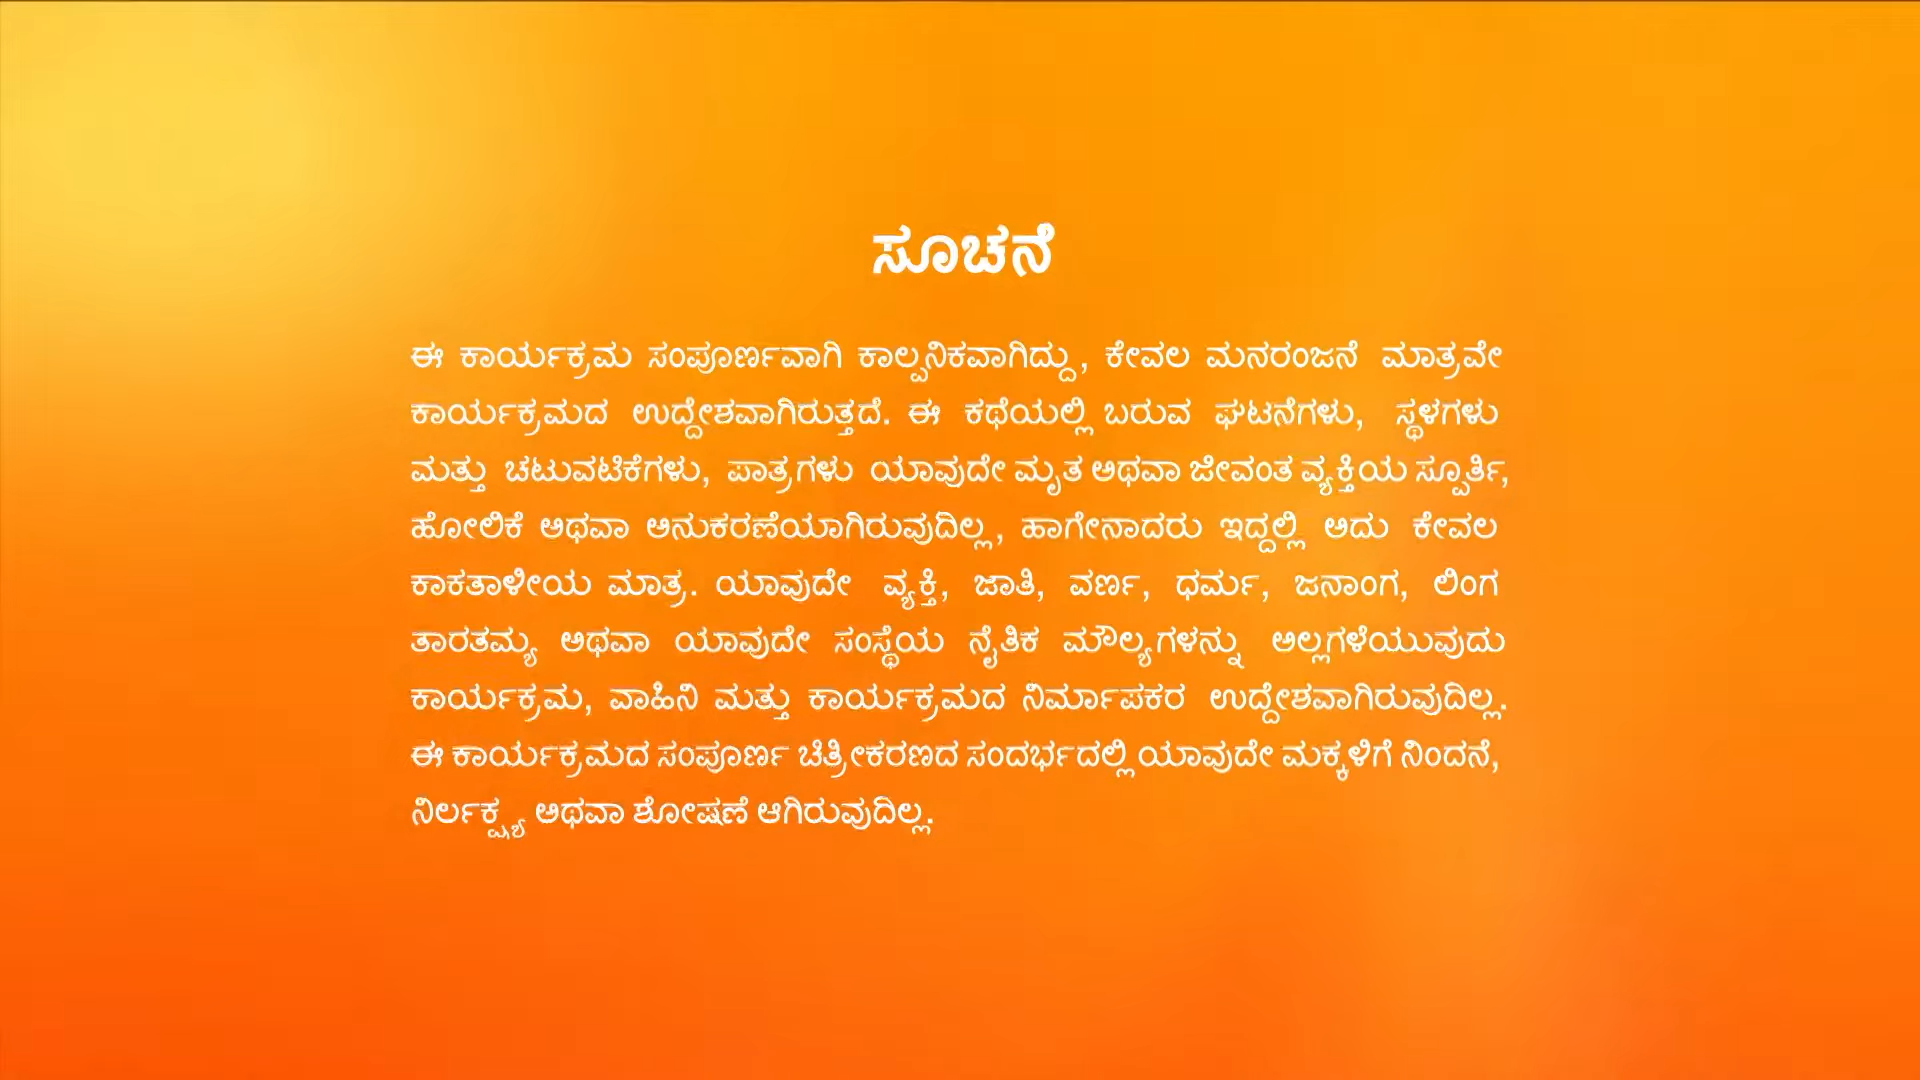 ಸೂಚನೆ
ಈ ಕಾರ್ಯಕ್ರಮ ಸಂಪೂರ್ಣವಾಗಿ ಕಾಲ್ಪನಿಕವಾಗಿದ್ದು, ಕೇವಲ ಮನರಂಜನೆ ಮಾತ್ರವೇ
ಕಾರ್ಯಕ್ರಮದ ಉದ್ದೇಶವಾಗಿರುತ್ತದೆ. ಈ ಕಥೆಯಲ್ಲಿ ಬರುವ ಘಟನೆಗಳು, ಸ್ಥಳಗಳು
ಮತ್ತು ಚಟುವಟಿಕೆಗಳು, ಪಾತ್ರಗಳು ಯಾವುದೇ ಮೃತ ಅಥವಾ ಜೀವಂತ ವ್ಯಕ್ತಿಯ ಸ್ಪೂರ್ತಿ,
ಹೋಲಿಕೆ ಅಥವಾ ಅನುಕರಣೆಯಾಗಿರುವುದಿಲ್ಲ, ಹಾಗೇನಾದರು ಇದ್ದಲ್ಲಿ ಅದು ಕೇವಲ
ಕಾಕತಾಳೀಯ ಮಾತ್ರ. ಯಾವುದೇ ವ್ಯಕ್ತಿ, ಜಾತಿ, ವರ್ಣ, ಧರ್ಮ, ಜನಾಂಗ, ಲಿಂಗ
ತಾರತಮ್ಯ ಅಥವಾ ಯಾವುದೇ ಸಂಸ್ಥೆಯ ನೈತಿಕ ಮೌಲ್ಯಗಳನ್ನು ಅಲ್ಲಗಳೆಯುವುದು
ಕಾರ್ಯಕ್ರಮ, ವಾಹಿನಿ ಮತ್ತು ಕಾರ್ಯಕ್ರಮದ ನಿರ್ಮಾಪಕರ ಉದ್ದೇಶವಾಗಿರುವುದಿಲ್ಲ.
ಈ ಕಾರ್ಯಕ್ರಮದ ಸಂಪೂರ್ಣ ಚಿತ್ರೀಕರಣದ ಸಂದರ್ಭದಲ್ಲಿ ಯಾವುದೇ ಮಕ್ಕಳಿಗೆ ನಿಂದನೆ,
ನಿರ್ಲಕ್ಷ್ಯ ಅಥವಾ ಶೋಷಣೆ ಆಗಿರುವುದಿಲ್ಲ.